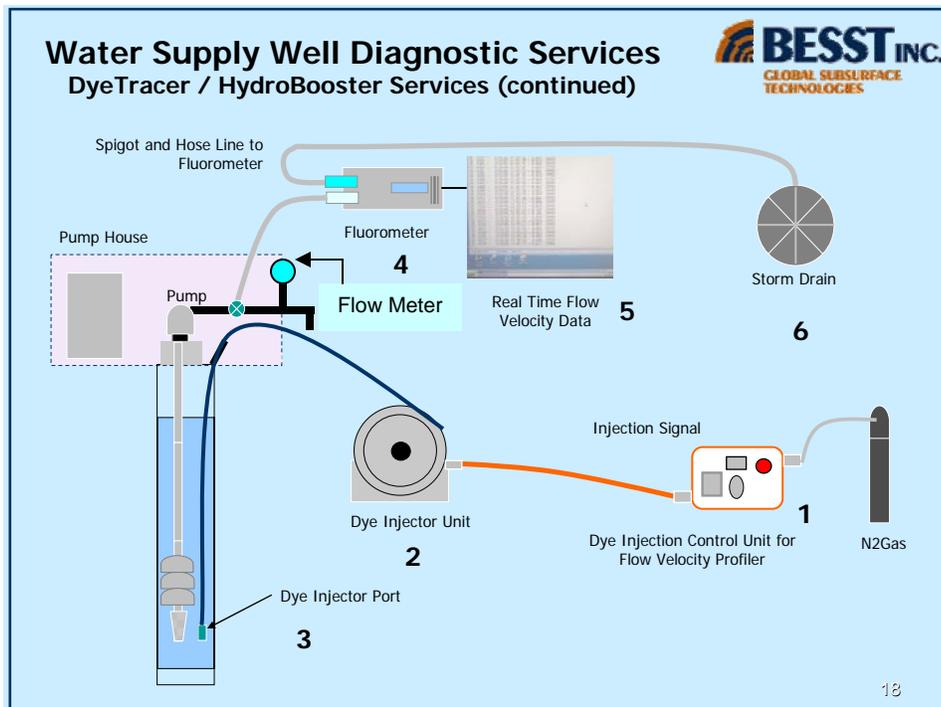 Water Supply Well Diagnostic Services
DyeTracer / HydroBooster Services (continued)
BESST INC.
GLOBAL SUBSURFACE
TECHNOLOGIES
Spigot and Hose Line to
Fluorometer
Pump House
Pump
Fluorometer
4
Flow Meter
Real Time Flow
Velocity Data
5
Storm Drain
6
Injection Signal
Dye Injector Unit
2
1
Dye Injection Control Unit for
Flow Velocity Profiler
N2Gas
Dye Injector Port
3
18